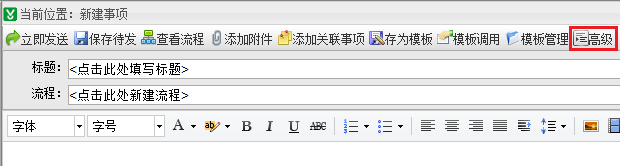 当前位置：新建事项
立即发送 保存待发 查看流程 添加附件 添加关联事项 存为模板 模板调用 模板管理 高级
标题：<点击此处填写标题>
流程：<点击此处新建流程>
字体 字号 A ab B I U ABC